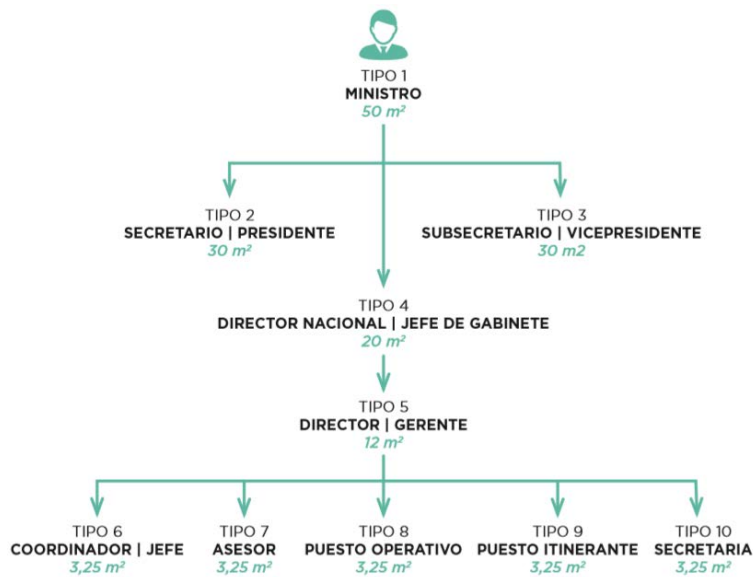 TIPO 1
MINISTRO
50 m²
TIPO 2
SECRETARIO | PRESIDENTE
30 m²
TIPO 3
SUBSECRETARIO | VICEPRESIDENTE
30 m2
TIPO 4
DIRECTOR NACIONAL | JEFE DE GABINETE
20 m²
TIPO 5
DIRECTOR | GERENTE
12 m²
TIPO 6
COORDINADOR | JEFE
3,25 m²
TIPO 7
ASESOR
3,25 m²
TIPO 8
PUESTO OPERATIVO
3,25 m²
TIPO 9
PUESTO ITINERANTE
3,25 m²
TIPO 10
SECRETARIA
3,25 m²